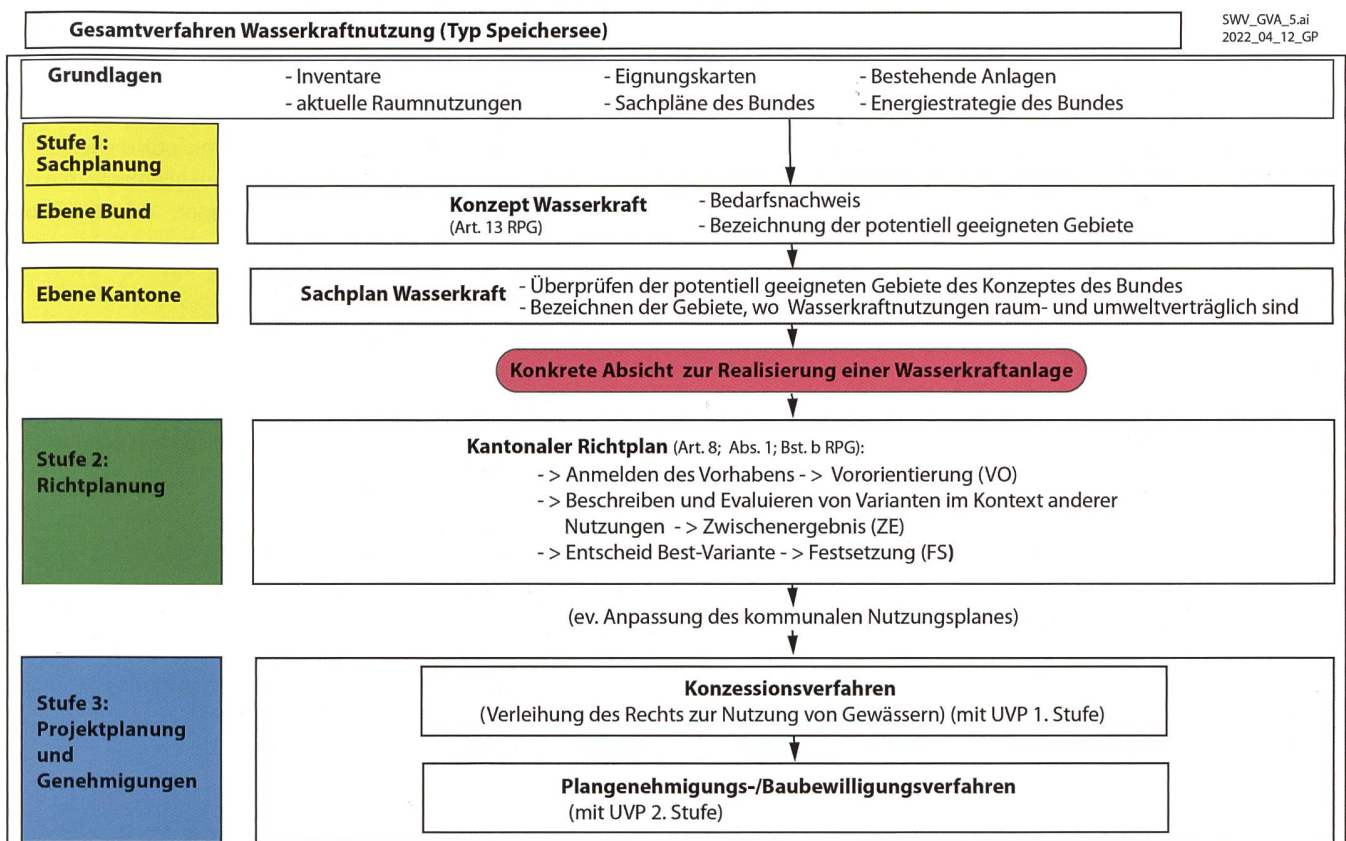 Gesamtverfahren Wasserkraftnutzung (Typ Speichersee)
SWV_GVA_5.ai
2022_04_12_GP
Grundlagen
- Inventare
- Eignungskarten
- Bestehende Anlagen
- aktuelle Raumnutzungen
- Sachpläne des Bundes
- Energiestrategie des Bundes
Stufe 1:
Sachplanung
Ebene Bund
Konzept Wasserkraft
(Art. 13 RPG)
- Bedarfsnachweis
- Bezeichnung der potentiell geeigneten Gebiete
Ebene Kantone
Sachplan Wasserkraft
- Überprüfen der potentiell geeigneten Gebiete des Konzeptes des Bundes
- Bezeichnen der Gebiete, wo Wasserkraftnutzungen raum- und umweltverträglich sind
Konkrete Absicht zur Realisierung einer Wasserkraftanlage
Stufe 2:
Richtplanung
Kantonaler Richtplan (Art. 8; Abs. 1; Bst. b RPG):
- > Anmelden des Vorhabens - > Vororientierung (VO)
- > Beschreiben und Evaluieren von Varianten im Kontext anderer
Nutzungen - > Zwischenergebnis (ZE)
- > Entscheid Best-Variante - > Festsetzung (FS)
(ev. Anpassung des kommunalen Nutzungsplanes)
Stufe 3:
Projektplanung
und
Genehmigungen
Konzessionsverfahren
(Verleihung des Rechts zur Nutzung von Gewässern) (mit UVP 1. Stufe)
Plangenehmigungs-/Baubewilligungsverfahren
(mit UVP 2. Stufe)